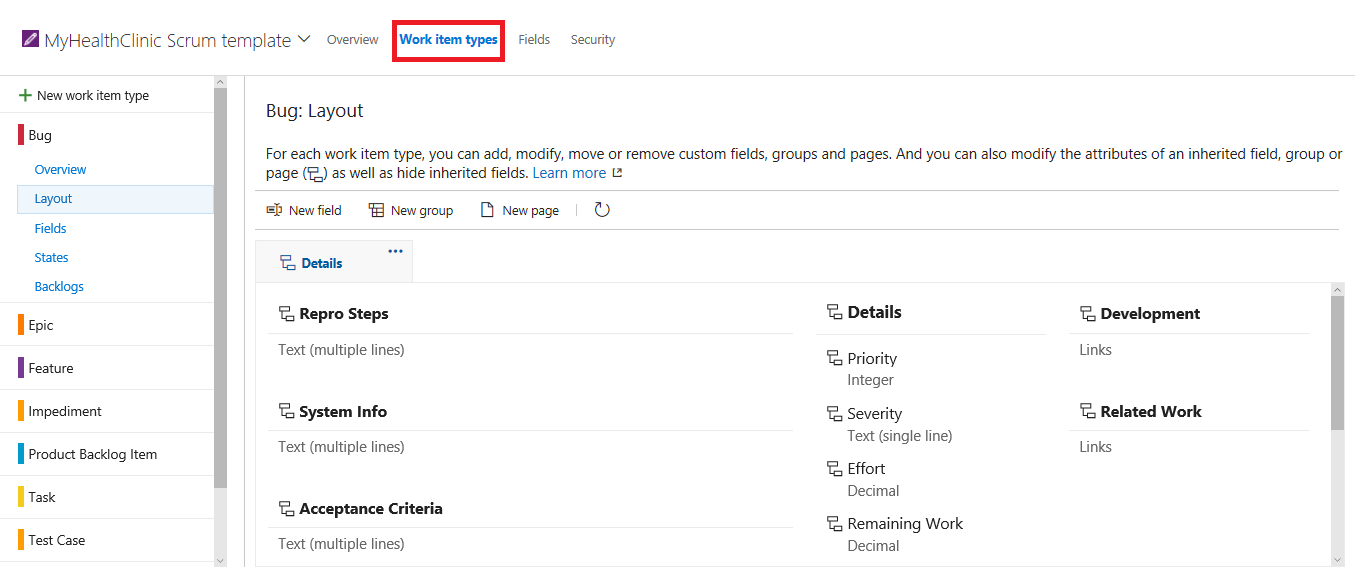 MyHealthClinic Scrum template Overview Work item types Fields Security
New work item type
Bug
Overview
Layout
Fields
States
Backlogs
Epic
Feature
Impediment
Product Backlog Item
Task
Test Case
Bug: Layout
For each work item type, you can add, modify, move or remove custom fields, groups and pages. And you can also modify the attributes of an inherited field, group or
page ( ) as well as hide inherited fields. Learn more
New field New group New page
Details
Repro Steps
Text (multiple lines)
System Info
Text (multiple lines)
Acceptance Criteria
Text (multiple lines)
Details
Priority
Integer
Severity
Text (single line)
Effort
Decimal
Remaining Work
Decimal
Development
Links
Related Work
Links